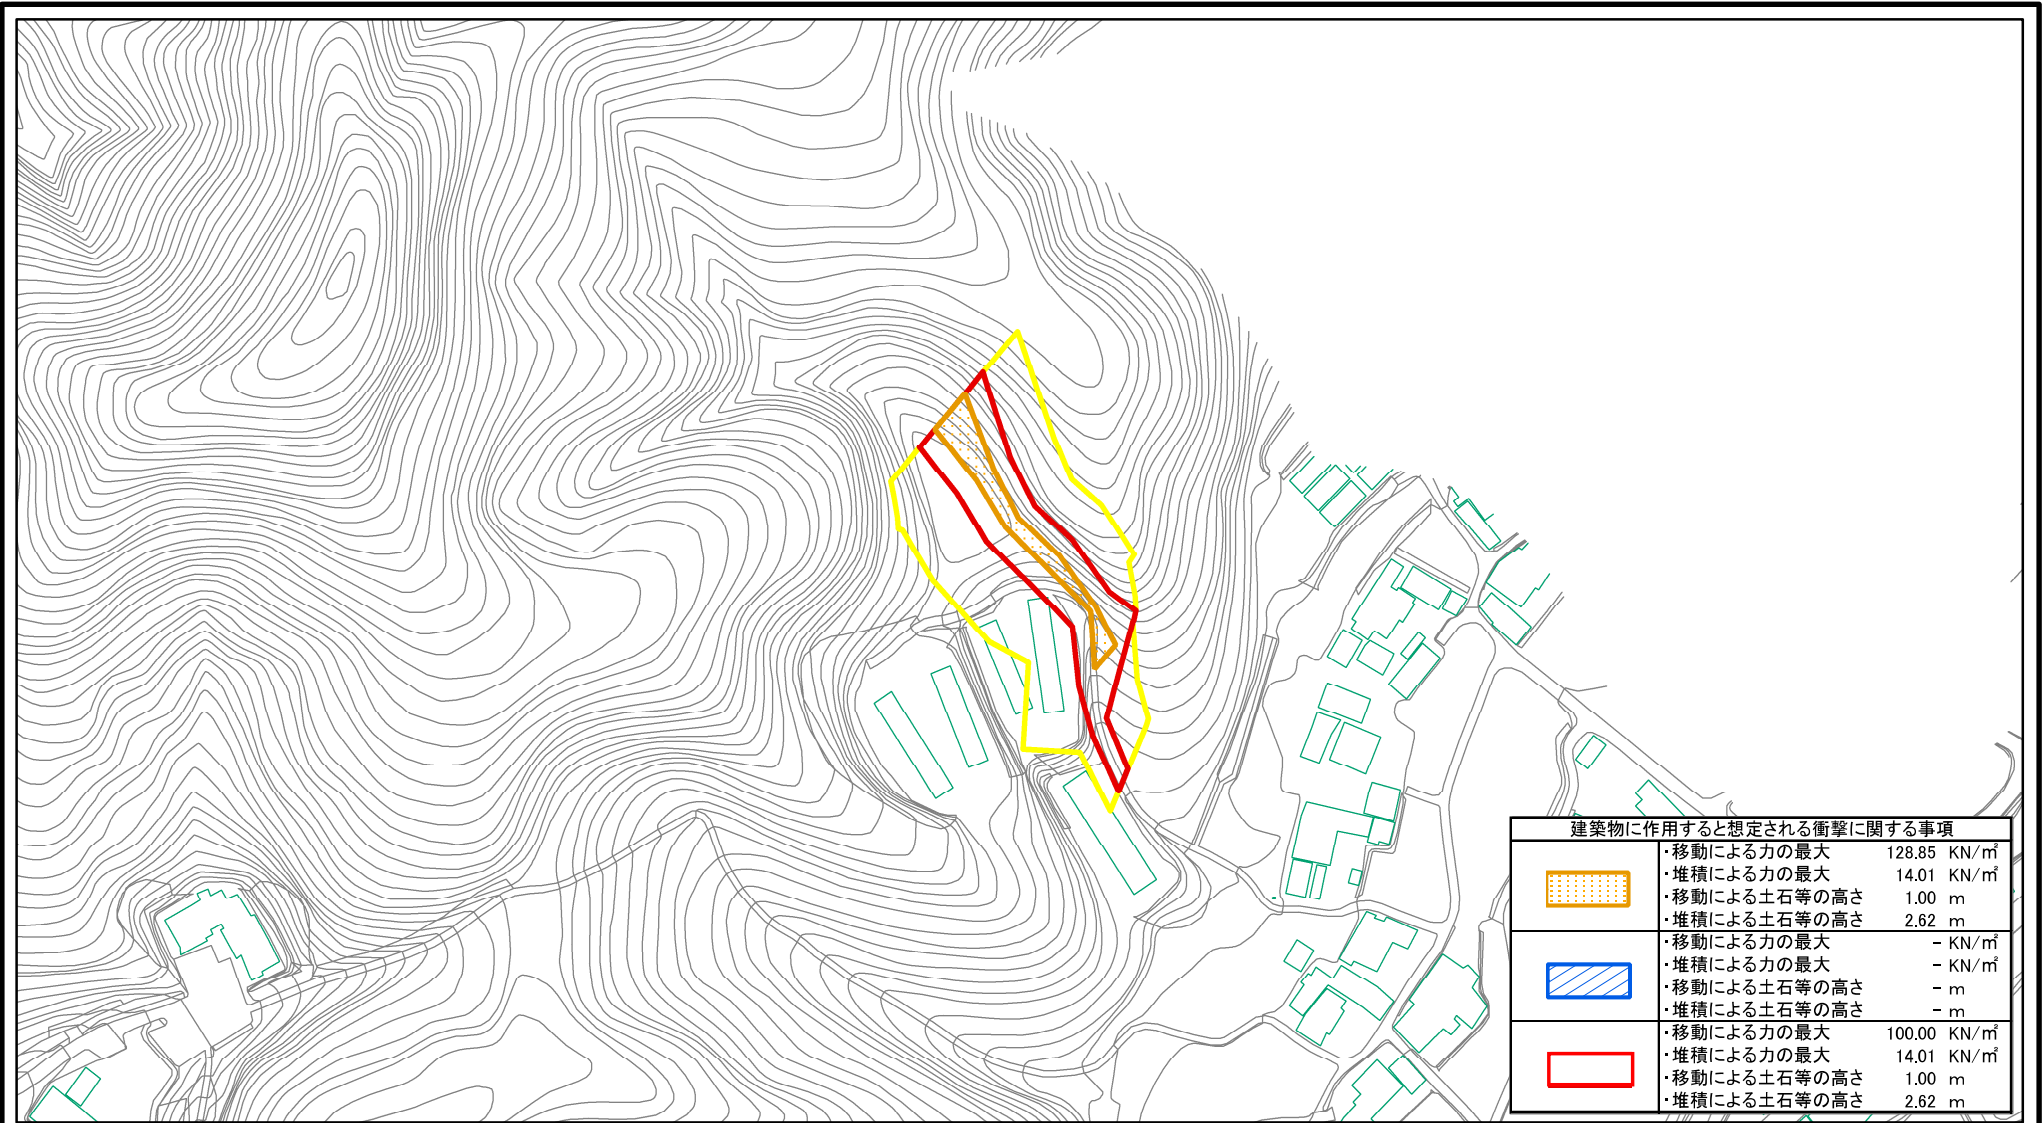 建築物に作用すると想定される衝撃に関する事項
・移動による力の最大 128.85 KN/㎡
・堆積による力の最大 14.01 KN/㎡
・移動による土石等の高さ 1.00 m
・堆積による土石等の高さ 2.62 m
・移動による力の最大 - KN/㎡
・堆積による力の最大 - KN/㎡
・移動による土石等の高さ - m
・堆積による土石等の高さ - m
・移動による力の最大 100.00 KN/㎡
・堆積による力の最大 14.01 KN/㎡
・移動による土石等の高さ 1.00 m
・堆積による土石等の高さ 2.62 m